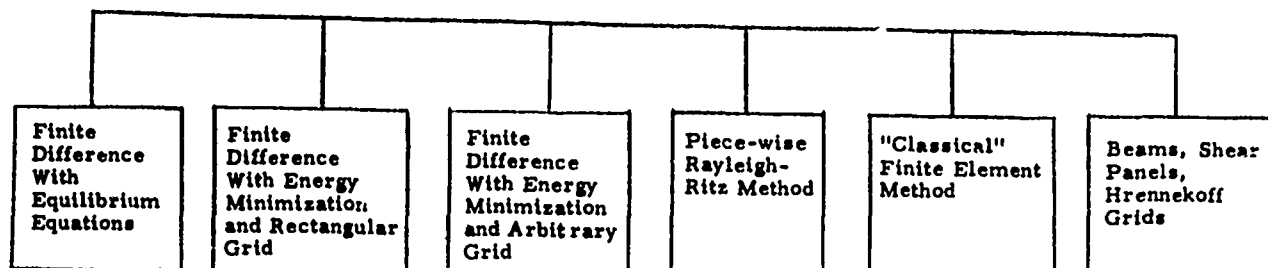 Finite
Difference
With
Equilibrium
Equations
Finite
Difference
With Energy
Minimization
and Rectangular
Grid
Finite
Difference
With Energy
Minimization
and Arbitrary
Grid
Piece-wise
Rayleigh-
Ritz Method
"Classical"
Finite Element
Method
Beams, Shear
Panels,
Hrennekoff
Grids